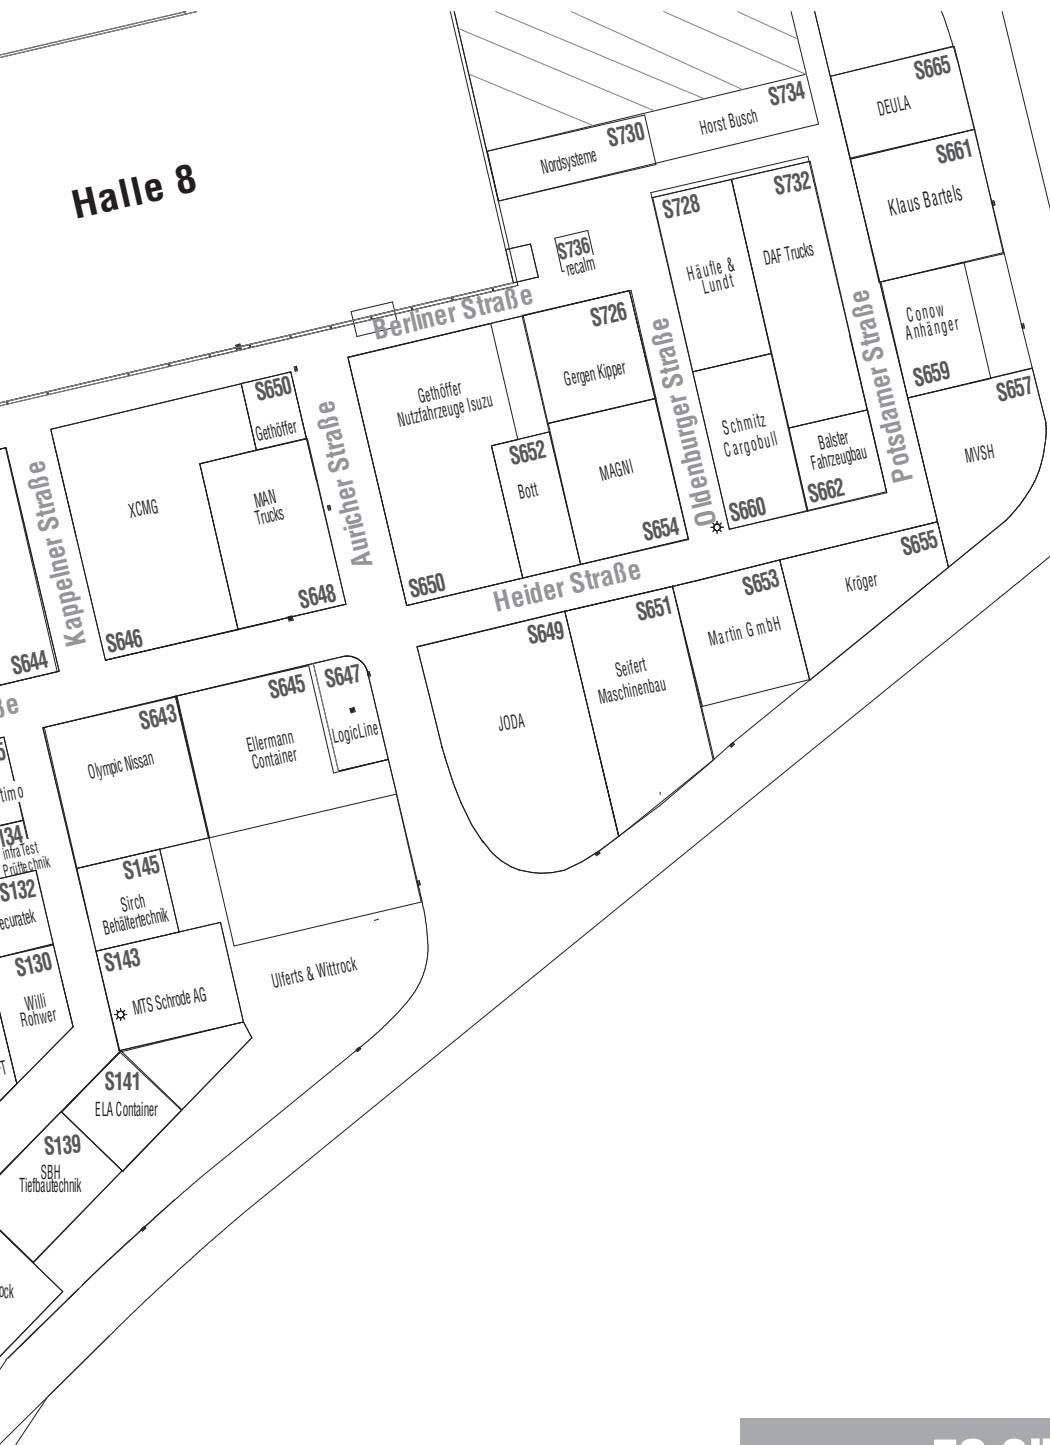 S665
DEULA
S734
Horst Busch
S730
Nordsysteme
S661
Klaus Bartels
Halle 8
S728
Häufle &
Lundt
S732
DAF Trucks
S736
recalm
Berliner Straße
S726
Gergen Kipper
Conow
Anhänger
S659
S657
MVSH
Potsdamer Straße
Oldenburger Straße
Gethöffer
Nutzfahrzeuge Isuzu
S650
S652
Bott
MAGNI
S654
Schmitz
Cargobull
S660
Balster
Fahrzeugbau
S662
S650
Gethöffer
Auricher Straße
XCMG
S646
MAN
Trucks
S648
Kappelner Straße
S644
Heider Straße
S655
Kröger
S653
Martin GmbH
S651
Seifert
Maschinenbau
S649
JODA
S647
LogicLine
S645
Ellermann
Container
S643
Olympic Nissan
infraTest
Prüftechnik
S132
S145
Sirch
Behältertechnik
S130
Willi
Rohwer
S143
MTS Schrode AG
Ulferts & Wittrock
S141
ELA Container
S139
SBH
Tiefbautechnik